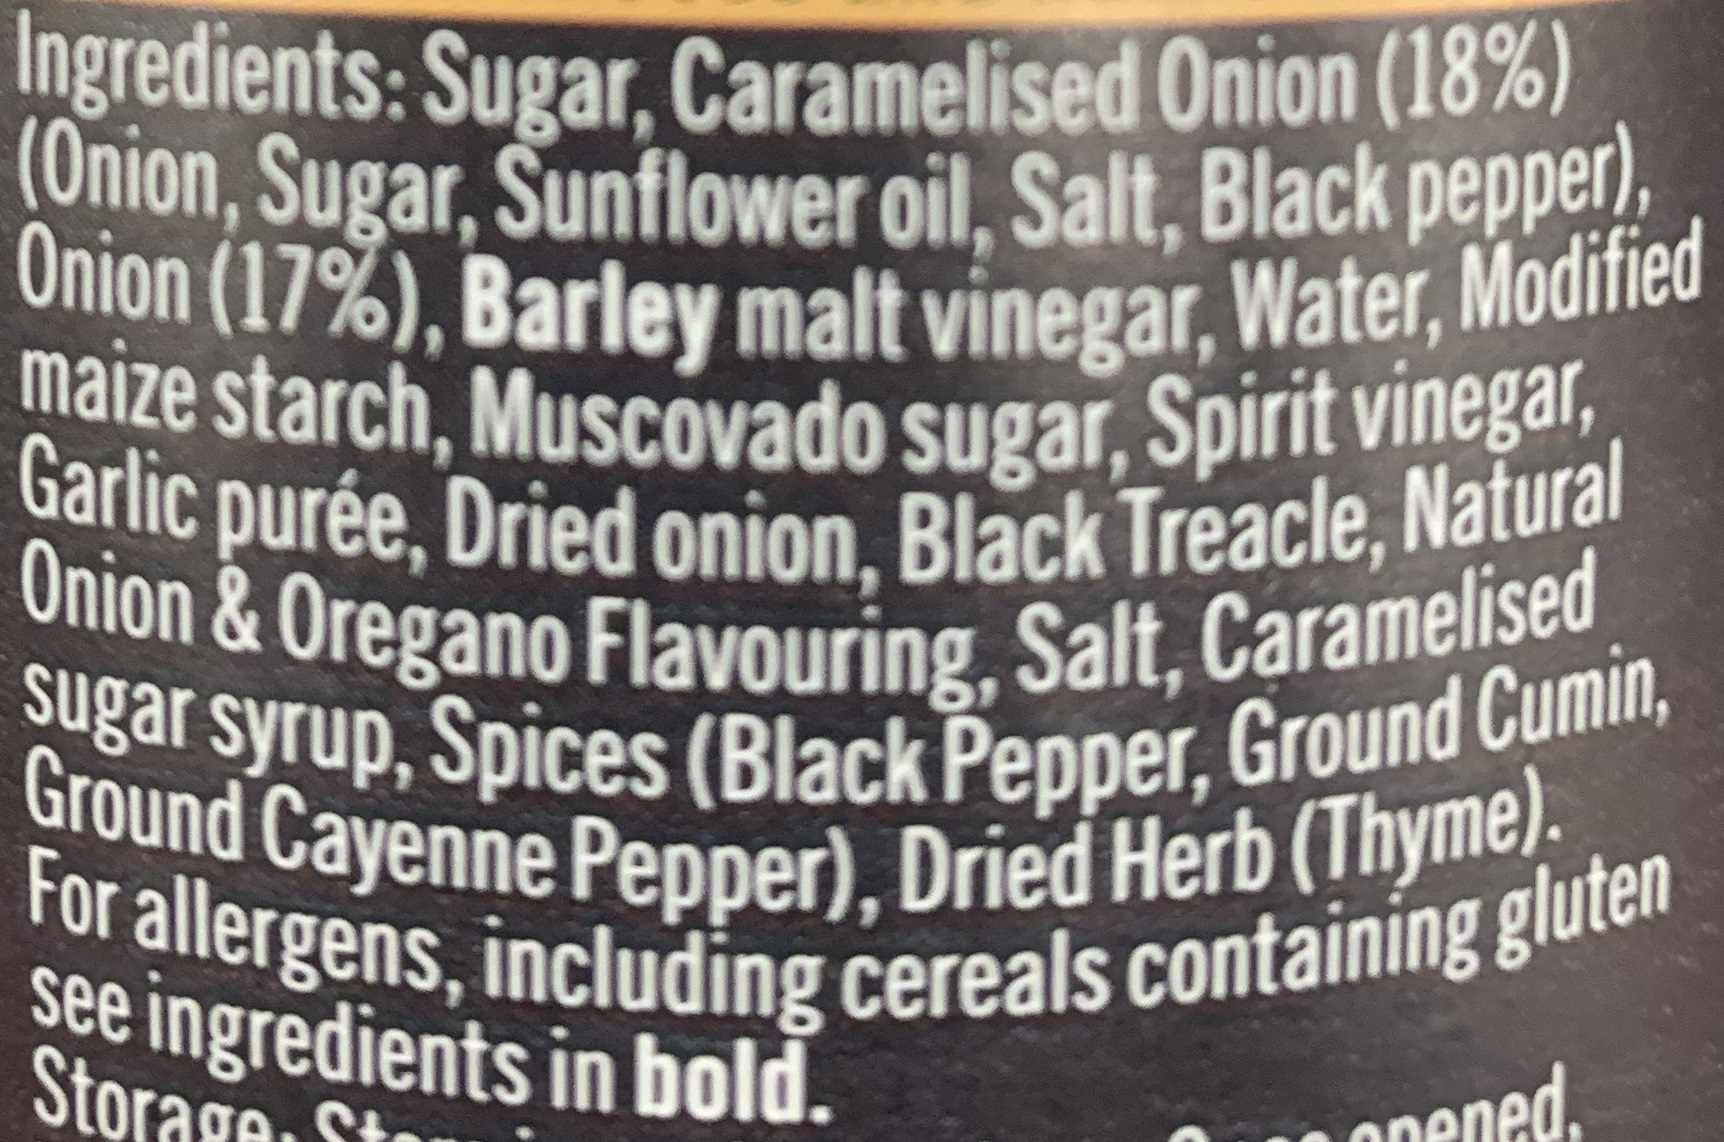 Ingredients: Sugar, Caramelised Onion (18%)
(Onion, Sugar, Sunflower oil, Salt, Black pepper),
Onion (17%), Barley malt vinegar, Water, Modified
maize starch, Muscovado sugar, Spirit vinegar,
Garlic purée, Dried onion, Black Treacle, Natural
Onion & Oregano Flavouring, Salt, Caramelised
sugar syrup, Spices (Black Pepper, Ground Cumin,
Ground Cayenne Pepper), Dried Herb (Thyme).
For allergens, including cereals containing gluten
see ingredients in bold.
Storage. opened,